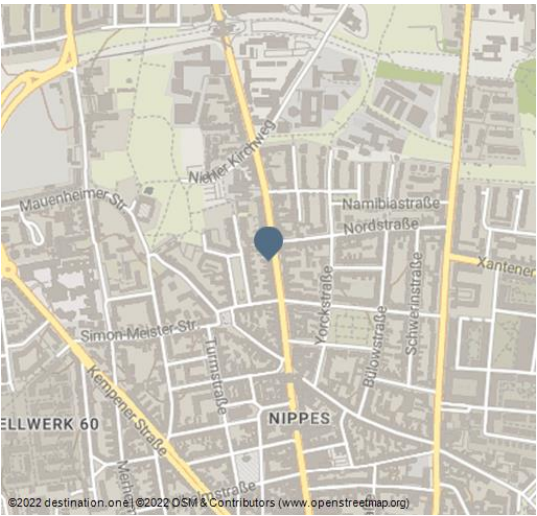 Niehler Kirchweg
Mauenheimer Str.
Namibiastraße
Nordstraße
Xantener
Yorckstraße
Schwerinstraße
Bülowstraße
Simon-Meister-Str.
Turmstraße
Kempener Straße
NIPPES
ELLWERK 60
©2022 destination.one | ©2022 OSM & Contributors (www.openstreetmap.org)